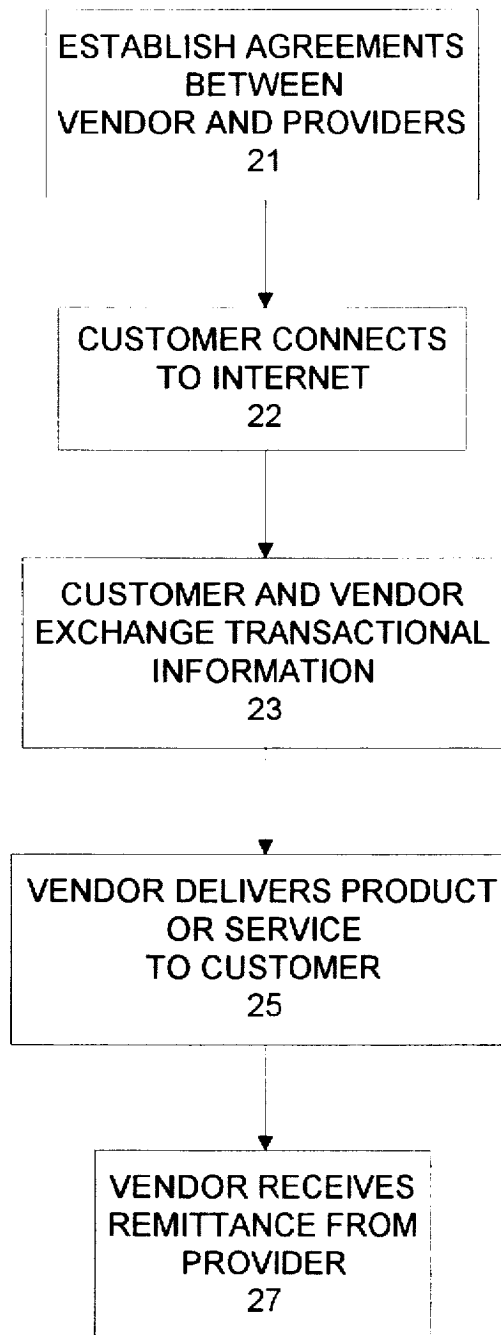 ESTABLISH AGREEMENTS
BETWEEN
VENDOR AND PROVIDERS
21
CUSTOMER CONNECTS
TO INTERNET
22
CUSTOMER AND VENDOR
EXCHANGE TRANSACTIONAL
INFORMATION
23
VENDOR DELIVERS PRODUCT
OR SERVICE
TO CUSTOMER
25
VENDOR RECEIVES
REMITTANCE FROM
PROVIDER
27